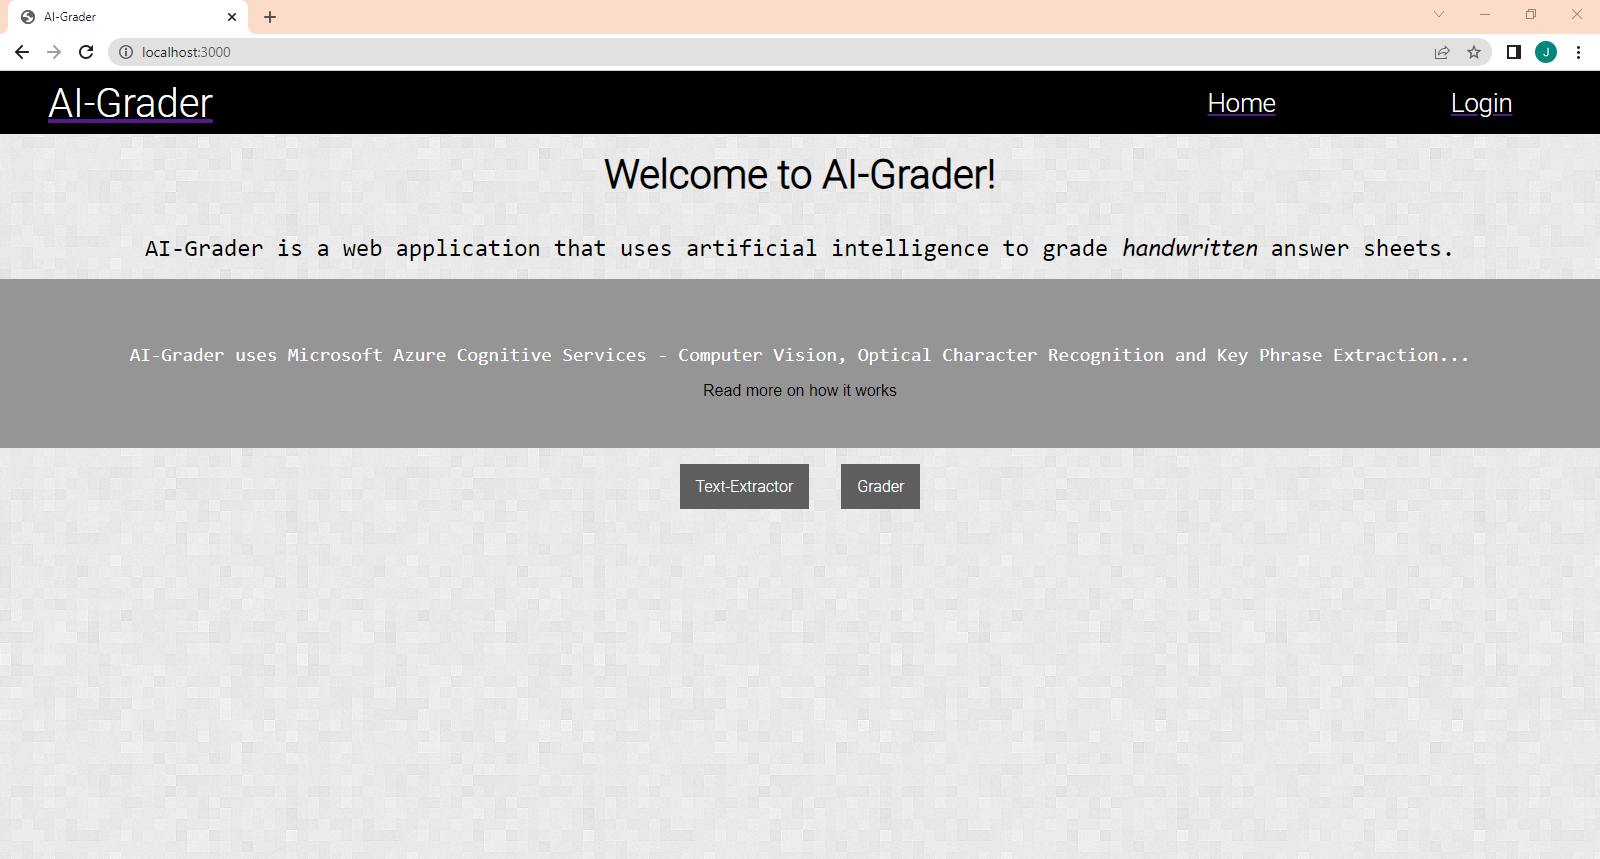 AI-Grader
localhost:3000
J
AI-Grader
Home
Login
Welcome to AI-Grader!
AI-Grader is a web application that uses artificial intelligence to grade handwritten answer sheets.
AI-Grader uses Microsoft Azure Cognitive Services - Computer Vision, Optical Character Recognition and Key Phrase Extraction...
Read more on how it works
Text-Extractor
Grader